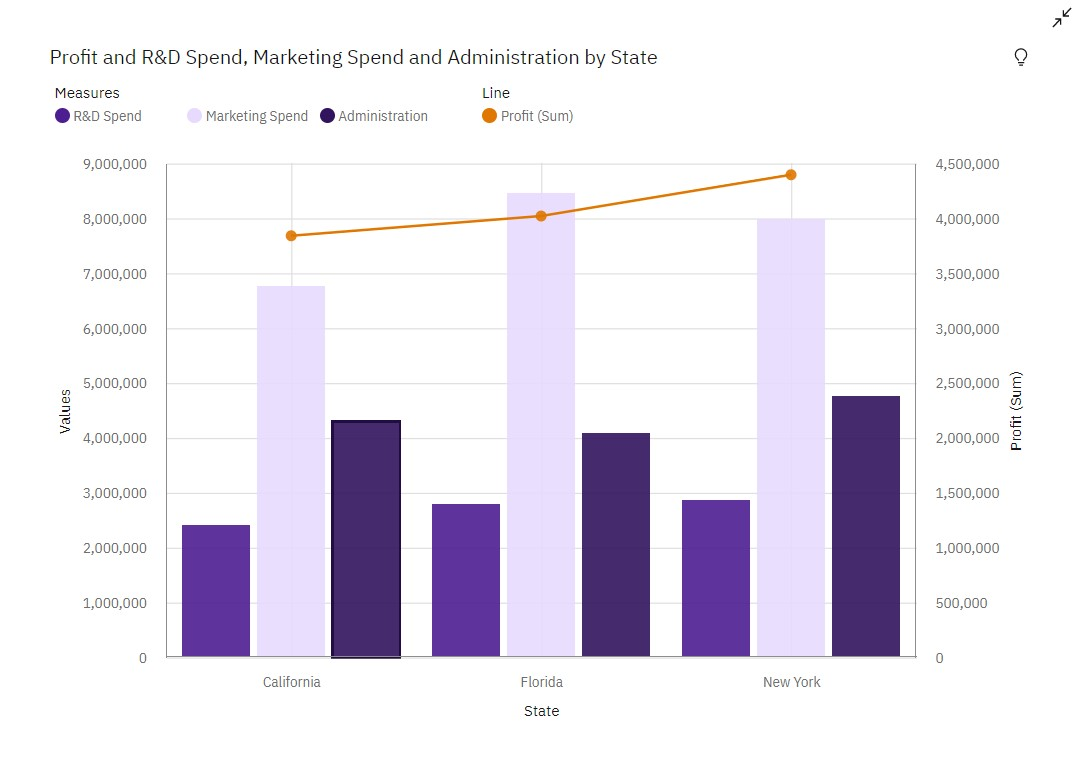 Profit and R&D Spend, Marketing Spend and Administration by State
Measures
Line
R&D Spend
Marketing Spend
Administration
Profit (Sum)
9,000,000
8,000,000
7,000,000
6,000,000
5,000,000
4,000,000
3,000,000
2,000,000
1,000,000
0
Values
4,500,000
4,000,000
3,500,000
3,000,000
2,500,000
2,000,000
1,500,000
1,000,000
500,000
0
Profit (Sum)
California
Florida
New York
State